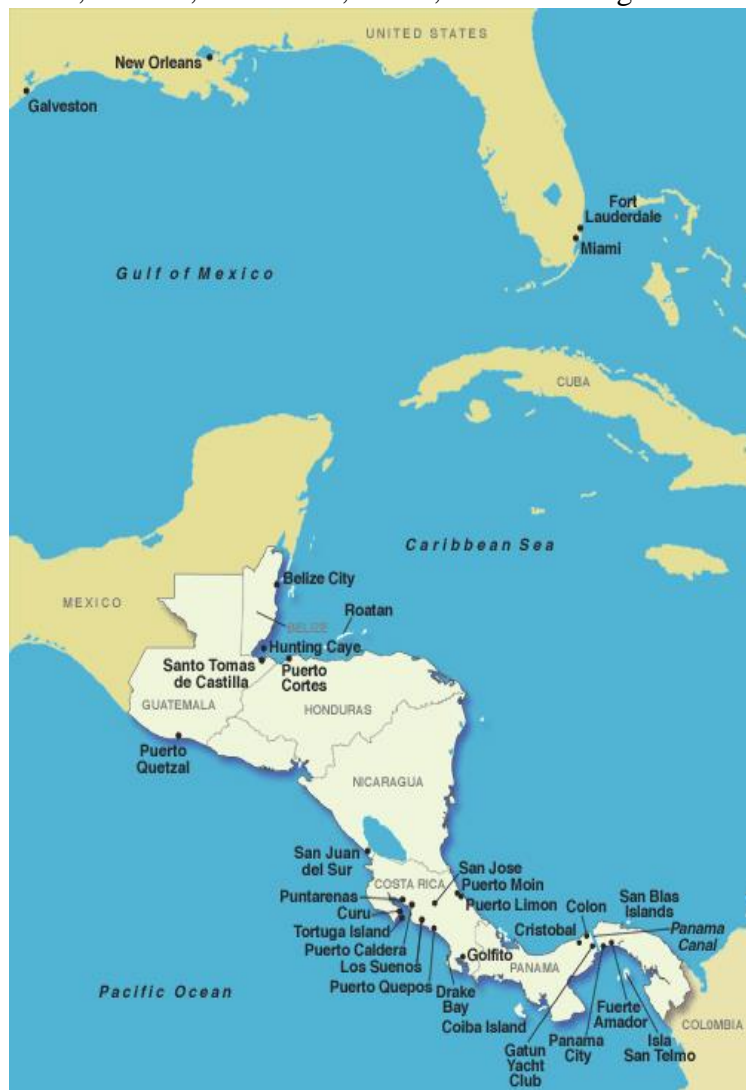 UNITED STATES
New Orleans
Galveston
Fort
Lauderdale
Miami
Gulf of Mexico
CUBA
Caribbean Sea
Belize City
MEXICO
Roatan
BELIZE
Hunting Caye
Santo Tomas
de Castilla
Puerto
Cortes
GUATEMALA
HONDURAS
Puerto
Quetzal
NICARAGUA
San Juan
del Sur
San Jose
COSTA RICA
Puerto Moin
Puntarenas
Puerto Limon
San Blas
Islands
Curu
Colon
Tortuga Island
Cristobal
Panama
Canal
Puerto Caldera
Los Suenos
Golfito
PANAMA
Puerto Quepos
Drake
Bay
Pacific Ocean
Coiba Island
Fuerte
Amador
COLOMBIA
Gatun
Yacht
Club
Panama
City
Isla
San Telmo